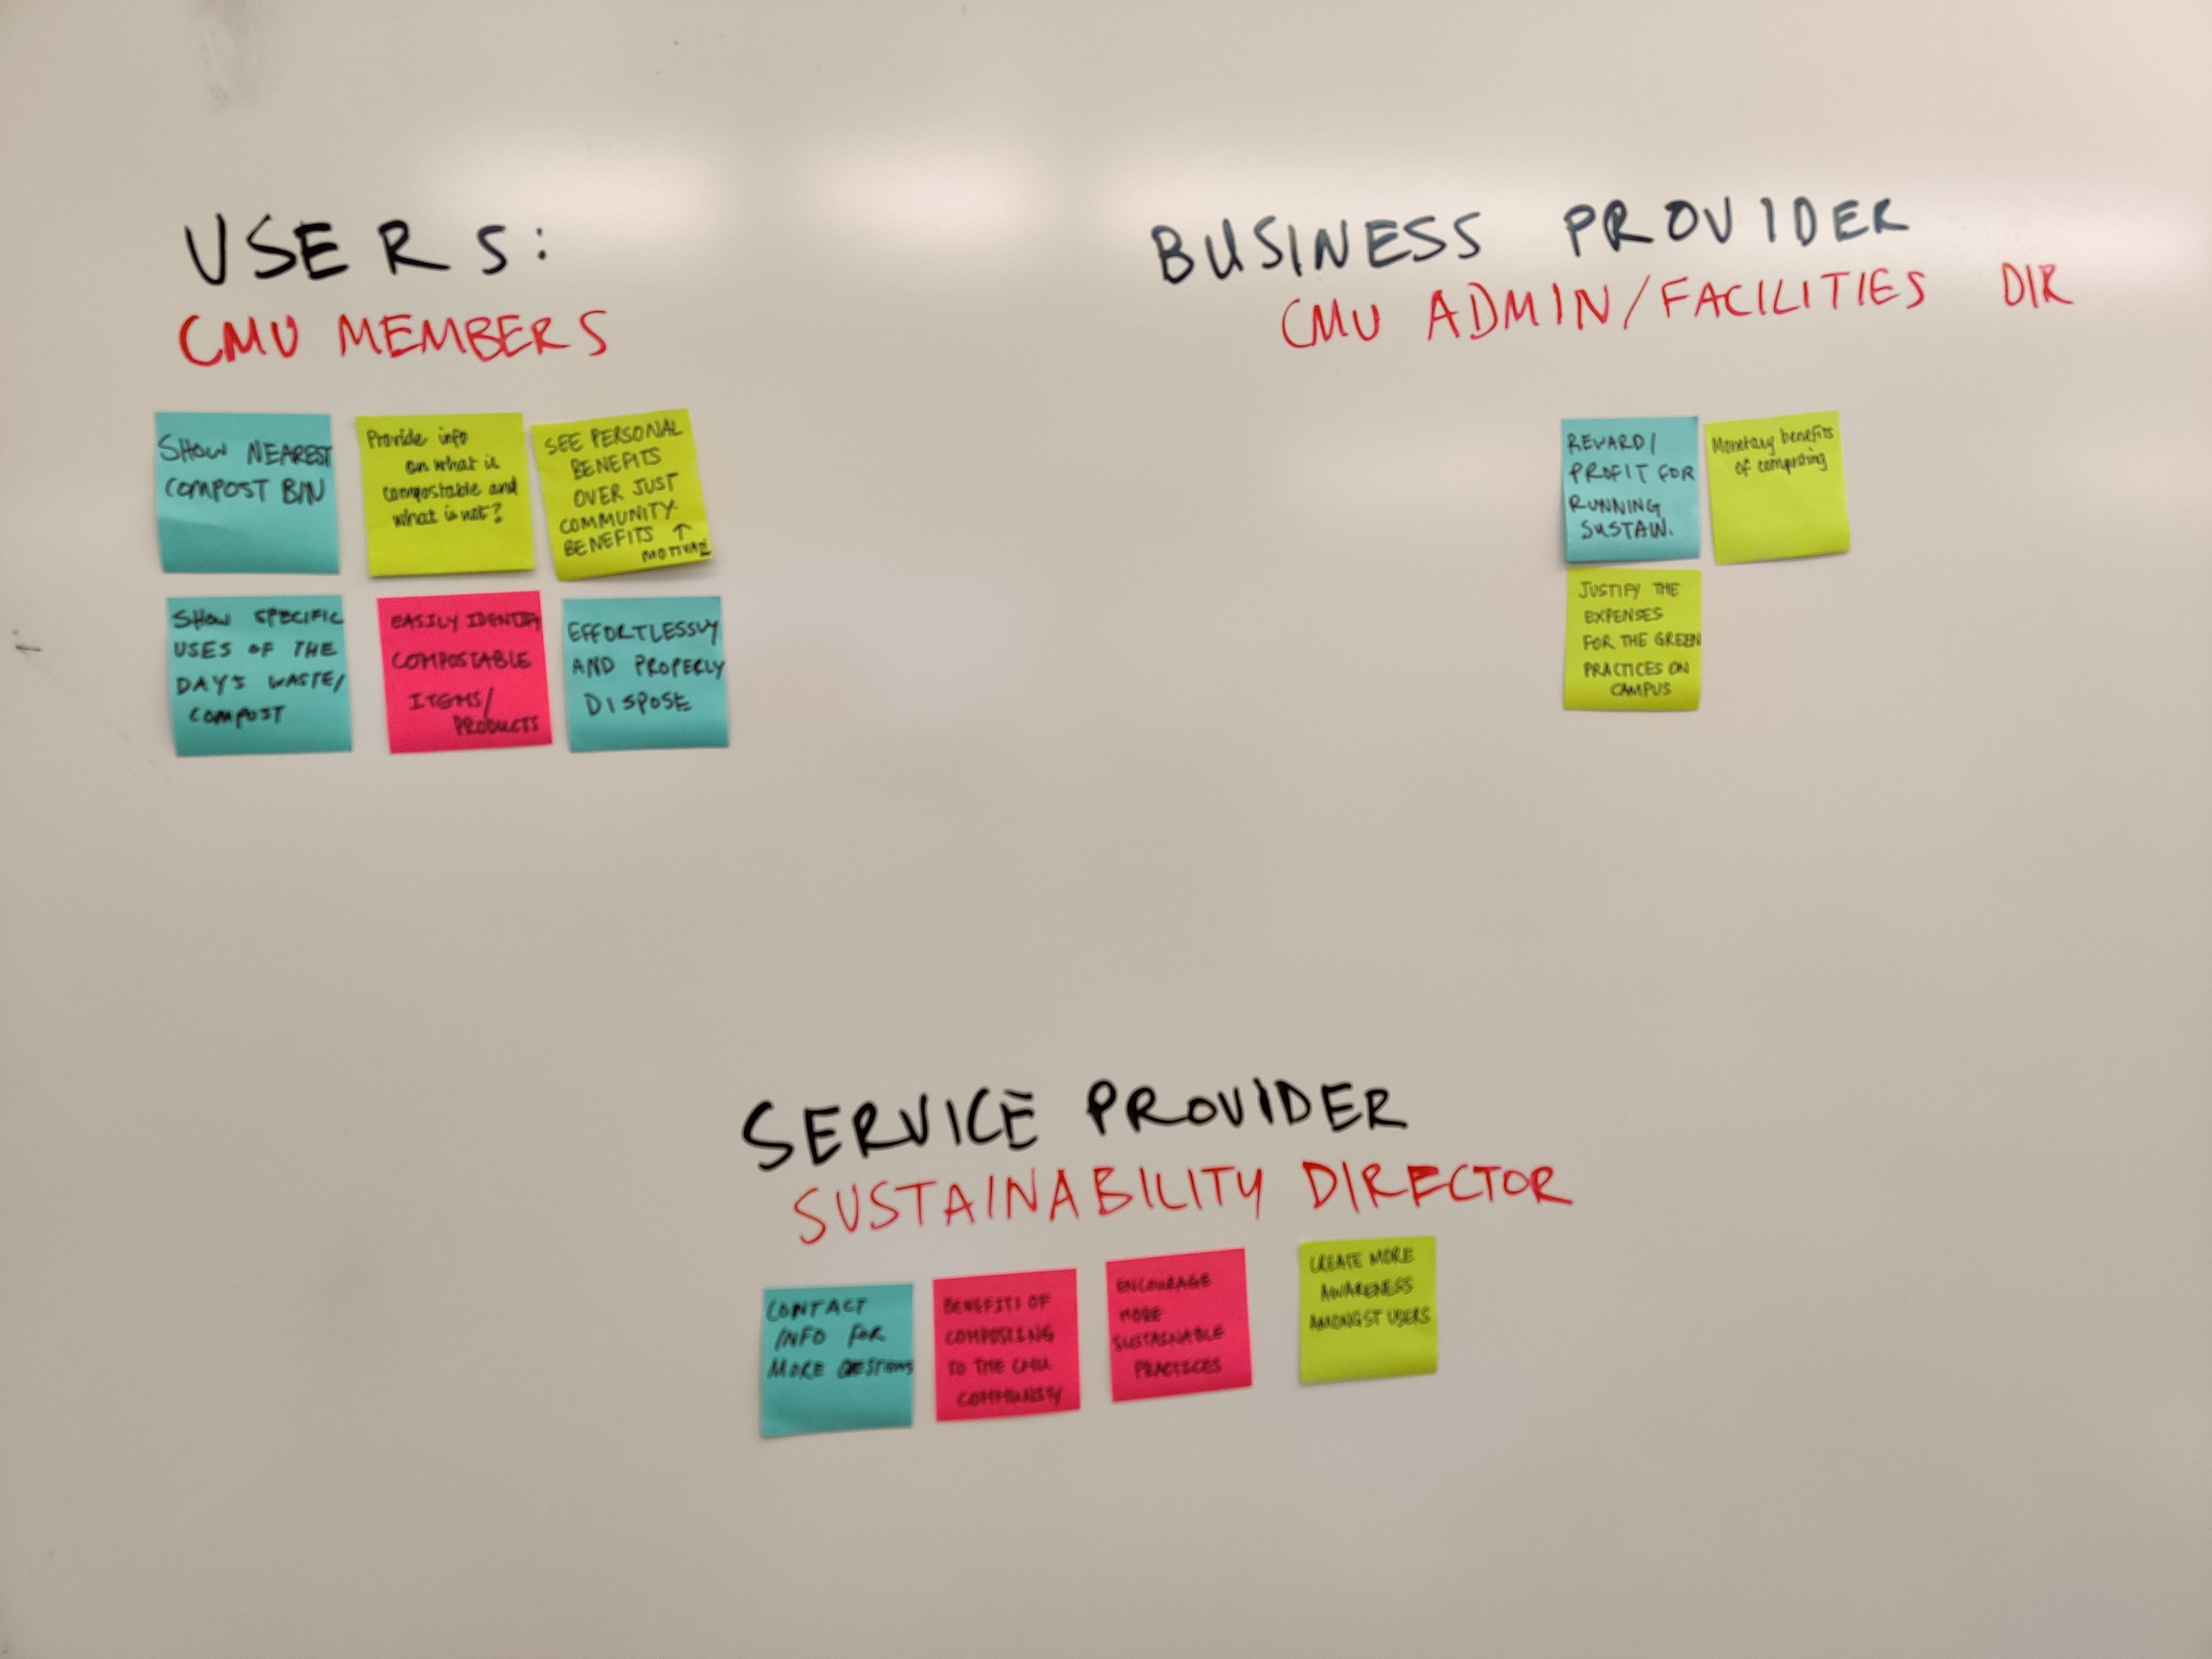 USERS:
CMU MEMBERS
SHOW NEAREST
COMPOST BIN
Provide info
on what is
compostable and
what is not?
SEE PERSONAL
BENEFITS
OVER JUST
COMMUNITY
BENEFITS ↑
SHOW SPECIFIC
USES OF THE
DAY'S WASTE/
COMPOST
EASILY IDENTIFY
COMPOSTABLE
ITEMS/
PRODUCTS
EFFORTLESSLY
AND PROPERLY
DISPOSE
BUSINESS PROVIDER
CMU ADMIN/FACILITIES DIR
REWARD/
PROFIT FOR
RUNNING
SUSTAIN.
Monetary benefits
of composting
JUSTIFY THE
EXPENSES
FOR THE GREEN
PRACTICES ON
CAMPUS
SERVICE PROVIDER
SUSTAINABILITY DIRECTOR
CONTACT
INFO FOR
MORE QESTIONS
BENEFITS OF
COMPOSTING
TO THE CMU
COMMUNITY
ENCOURAGE
MORE
SUSTAINABLE
PRACTICES
CREATE MORE
AWARENESS
AMONGST USERS